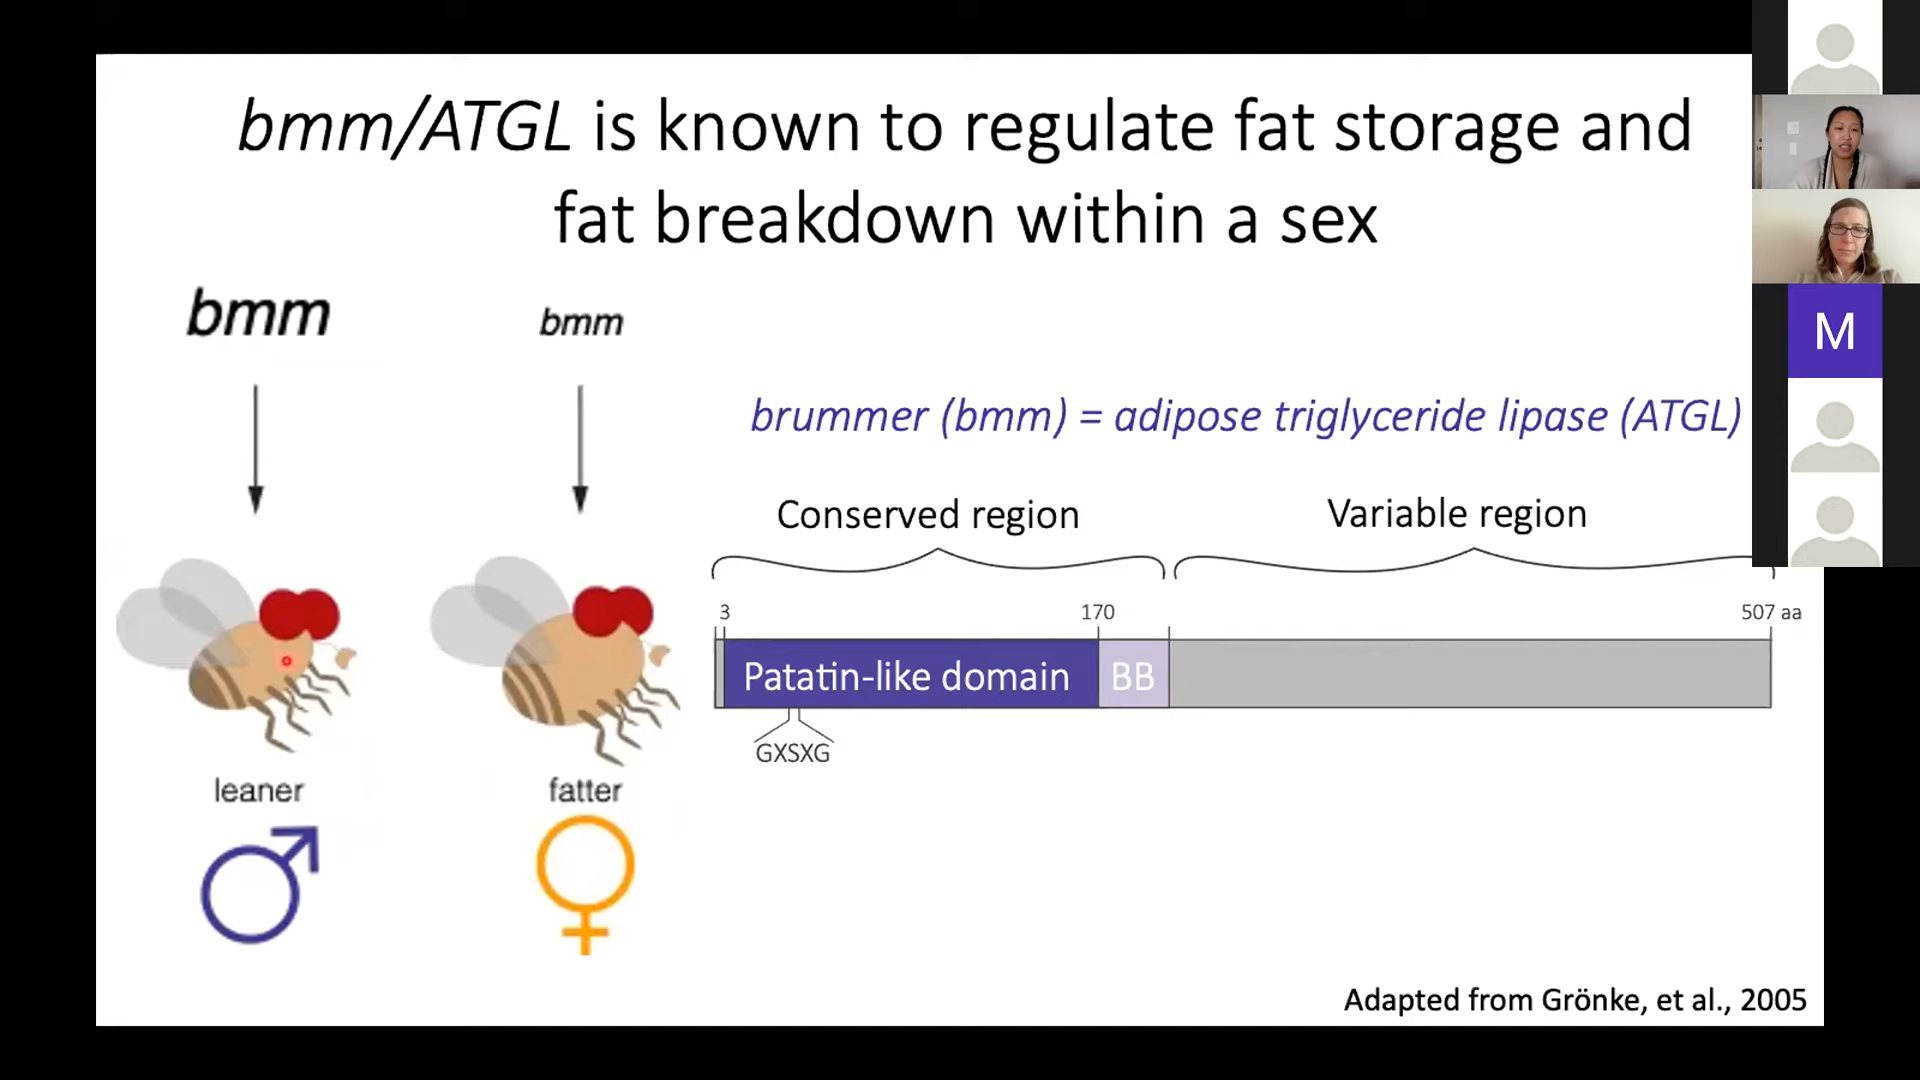 bmm/ATGL is known to regulate fat storage and
fat breakdown within a sex
bmm
bmm
brummer (bmm) = adipose triglyceride lipase (ATGL)
Conserved region
Variable region
3
170
507 aa
Patatin-like domain
BB
GXSXG
leaner
fatter
Adapted from Grönke, et al., 2005
M